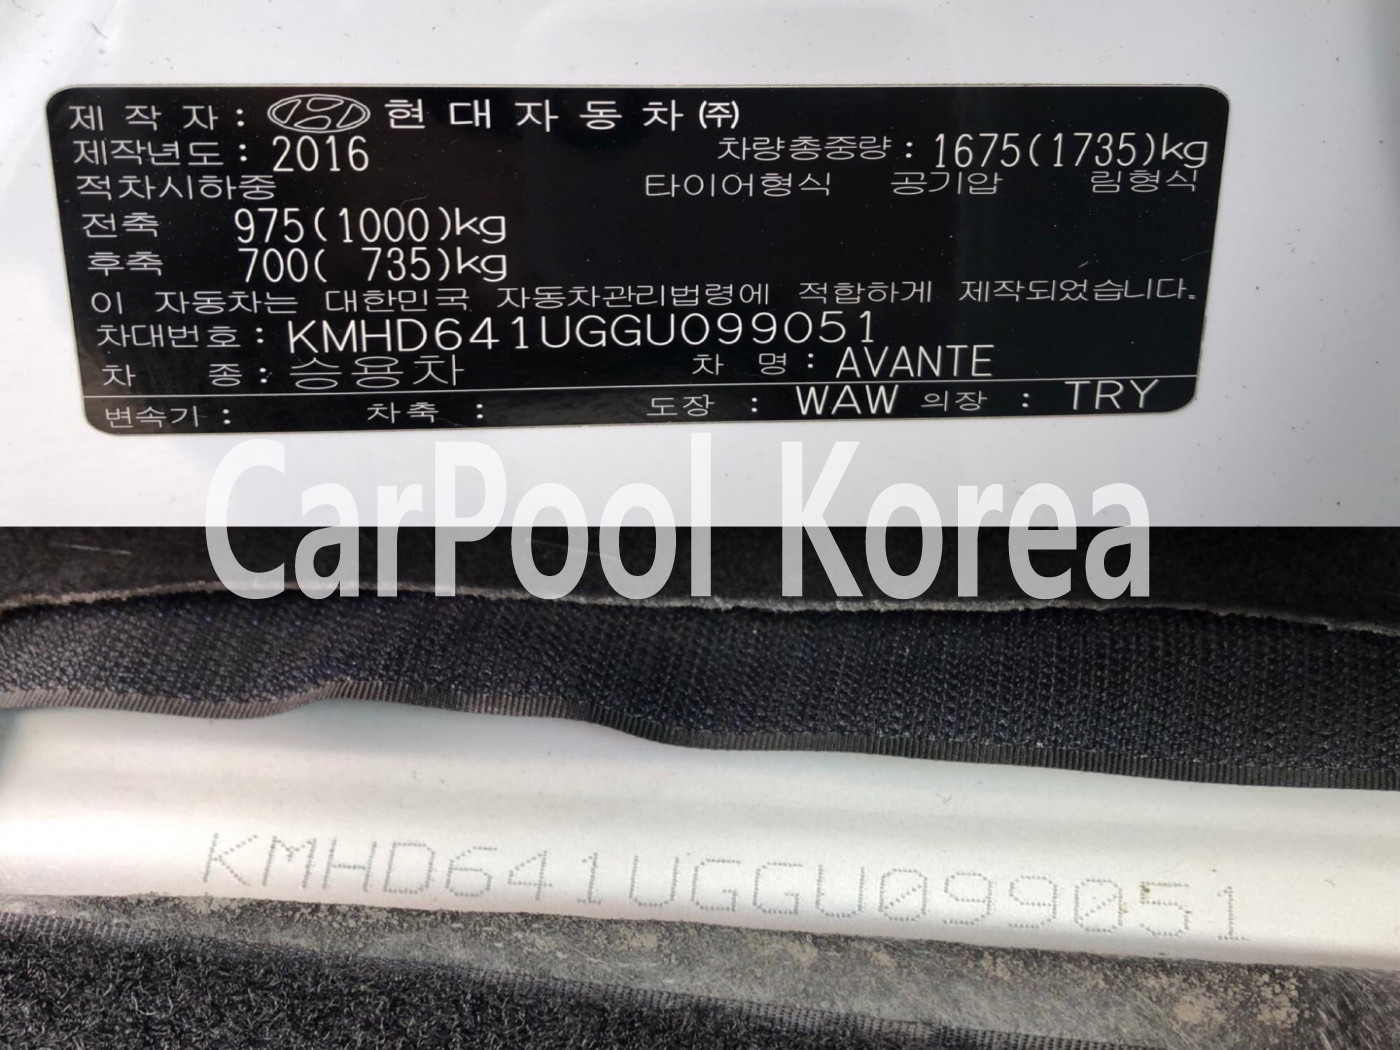 제 작 자 : HYUNDAI 현 대 자 동 차 ㈜
제작년도 : 2016 차량총중량 : 1675(1735)kg
적차시하중 타이어형식 공기압 림형식
전축 975(1000)kg
후축 700( 735)kg
이 자동차는 대한민국 자동차관리법령에 적합하게 제작되었습니다.
차대번호 : KMHD641UGGU099051
차 종 : 승용차 차 명 : AVANTE
변속기 : 차축 : 도장 : WAW 의장 : TRY
CarPool Korea
KMHD641UGGU099051